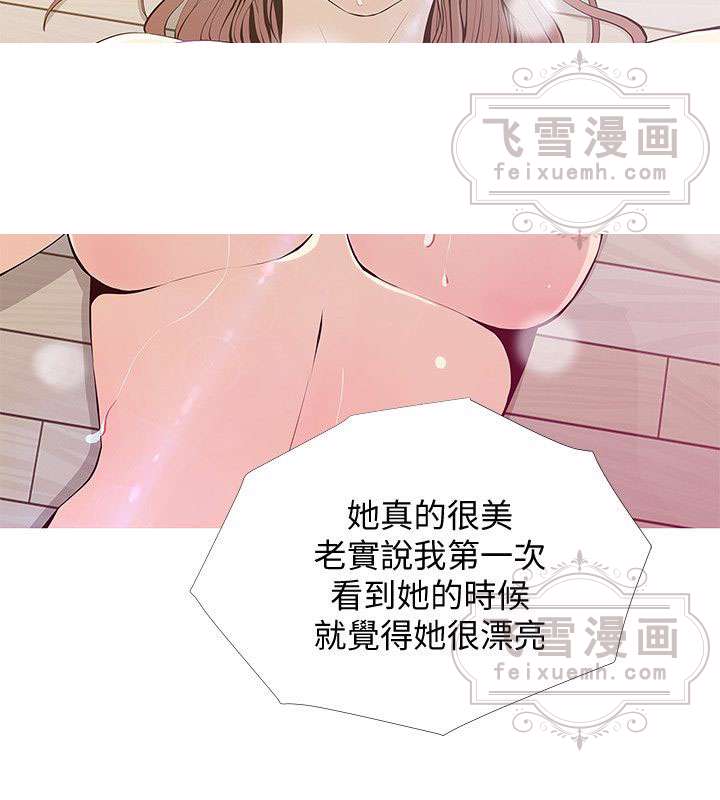 飞雪漫画
feixuemh.com
她真的很美
老實說我第一次
看到她的時候
就覺得她很漂亮
飞雪漫画
feixuemh.com